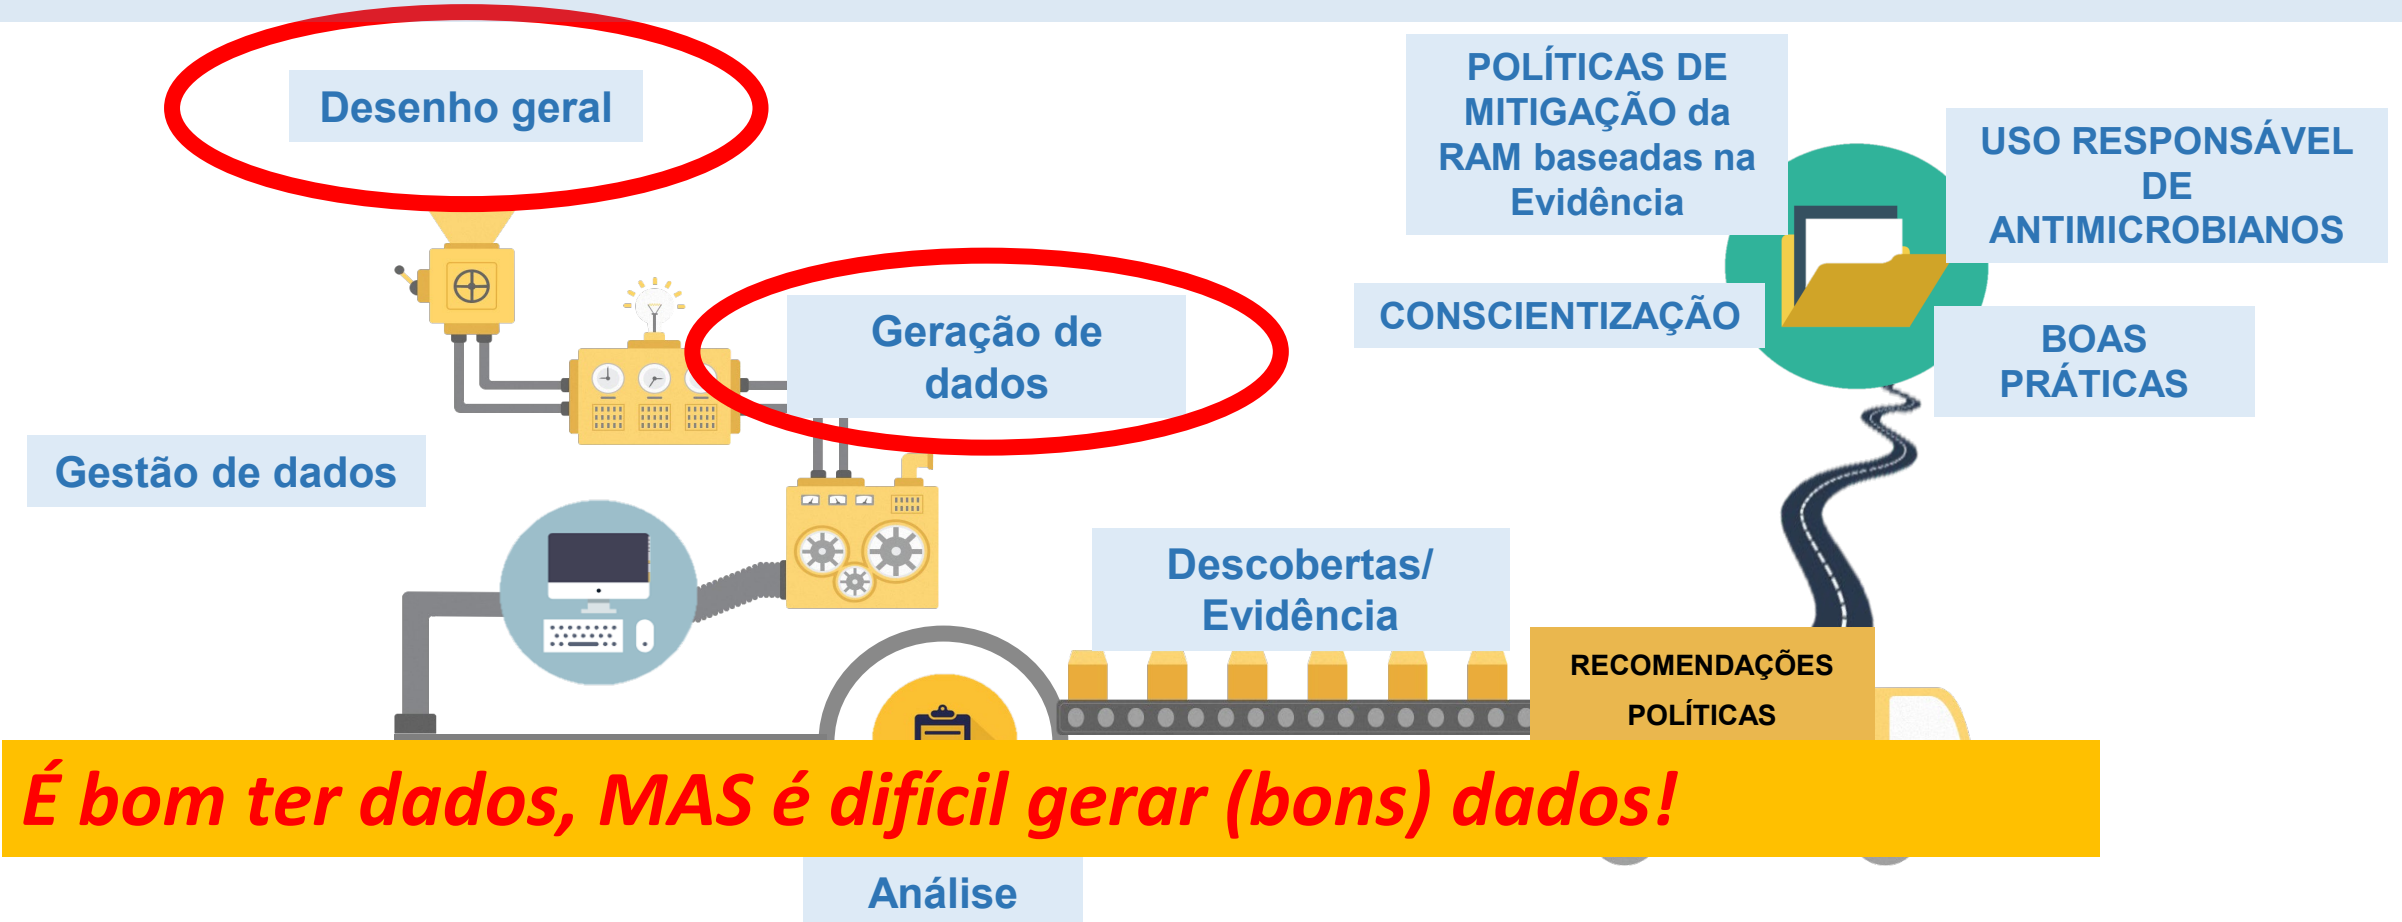 Desenho geral
POLÍTICAS DE
MITIGAÇÃO da
RAM baseadas na
Evidência
USO RESPONSÁVEL
DE
ANTIMICROBIANOS
CONSCIENTIZAÇÃO
BOAS
PRÁTICAS
Geração de
dados
Gestão de dados
Descobertas/
Evidência
RECOMENDAÇÕES
POLÍTICAS
É bom ter dados, MAS é difícil gerar (bons) dados!
Análise